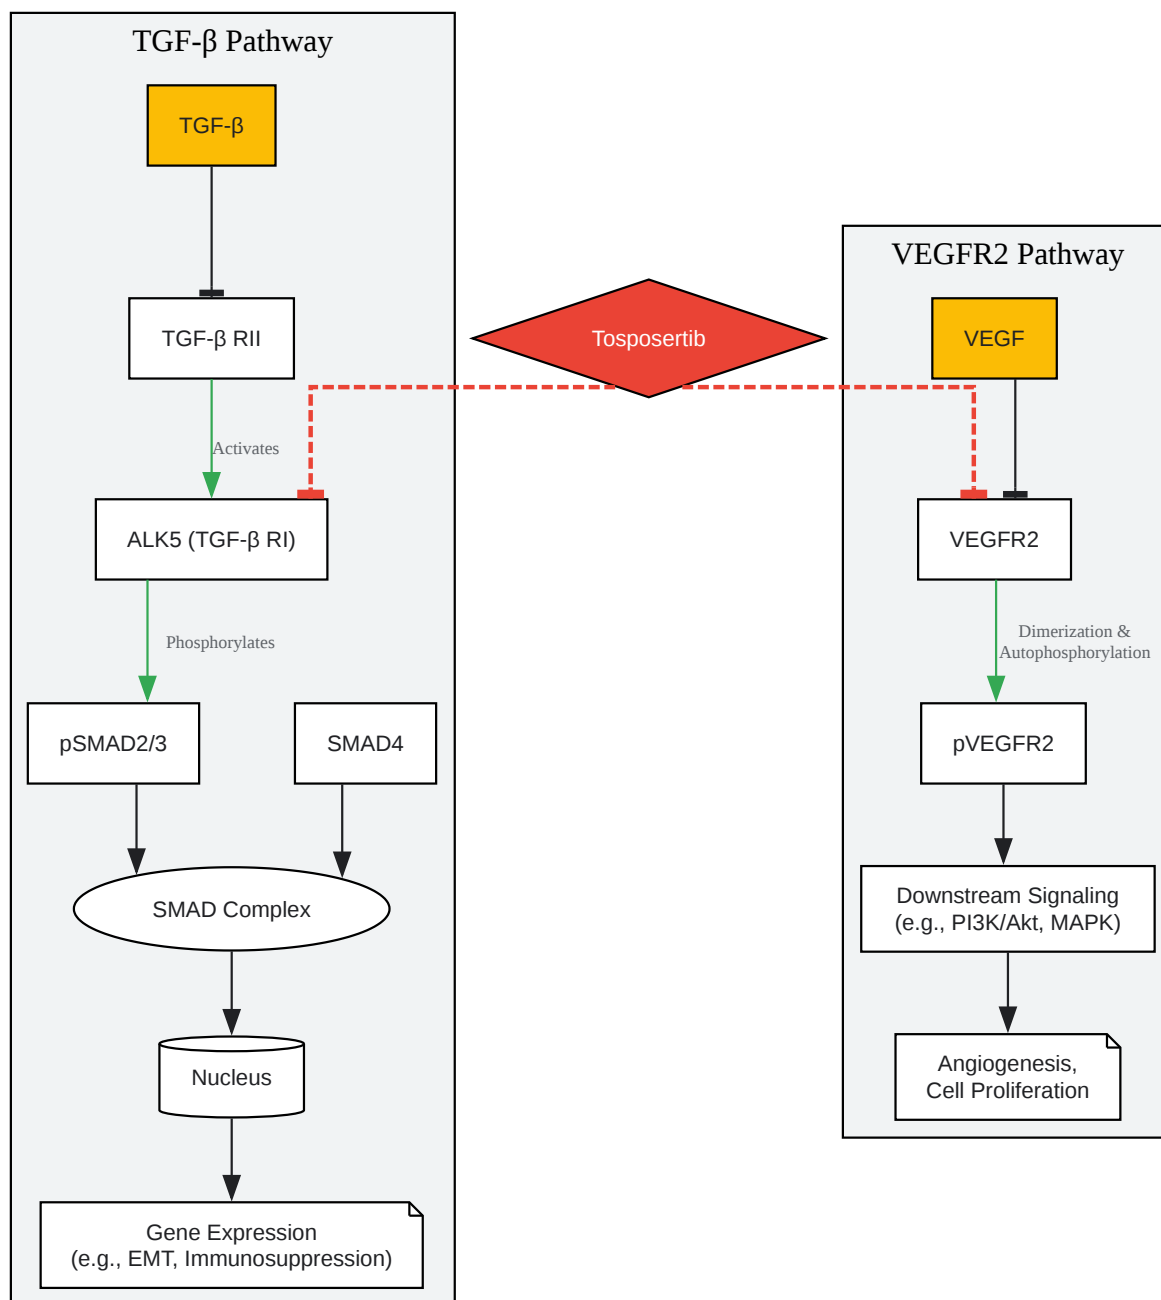 TGF-β Pathway
TGF-β
TGF-β RII
Activates
ALK5 (TGF-β RI)
Phosphorylates
pSMAD2/3
SMAD4
SMAD Complex
Nucleus
Gene Expression
(e.g., EMT, Immunosuppression)
Tosposertib
VEGFR2 Pathway
VEGF
VEGFR2
Dimerization &
Autophosphorylation
pVEGFR2
Downstream Signaling
(e.g., PI3K/Akt, MAPK)
Angiogenesis,
Cell Proliferation